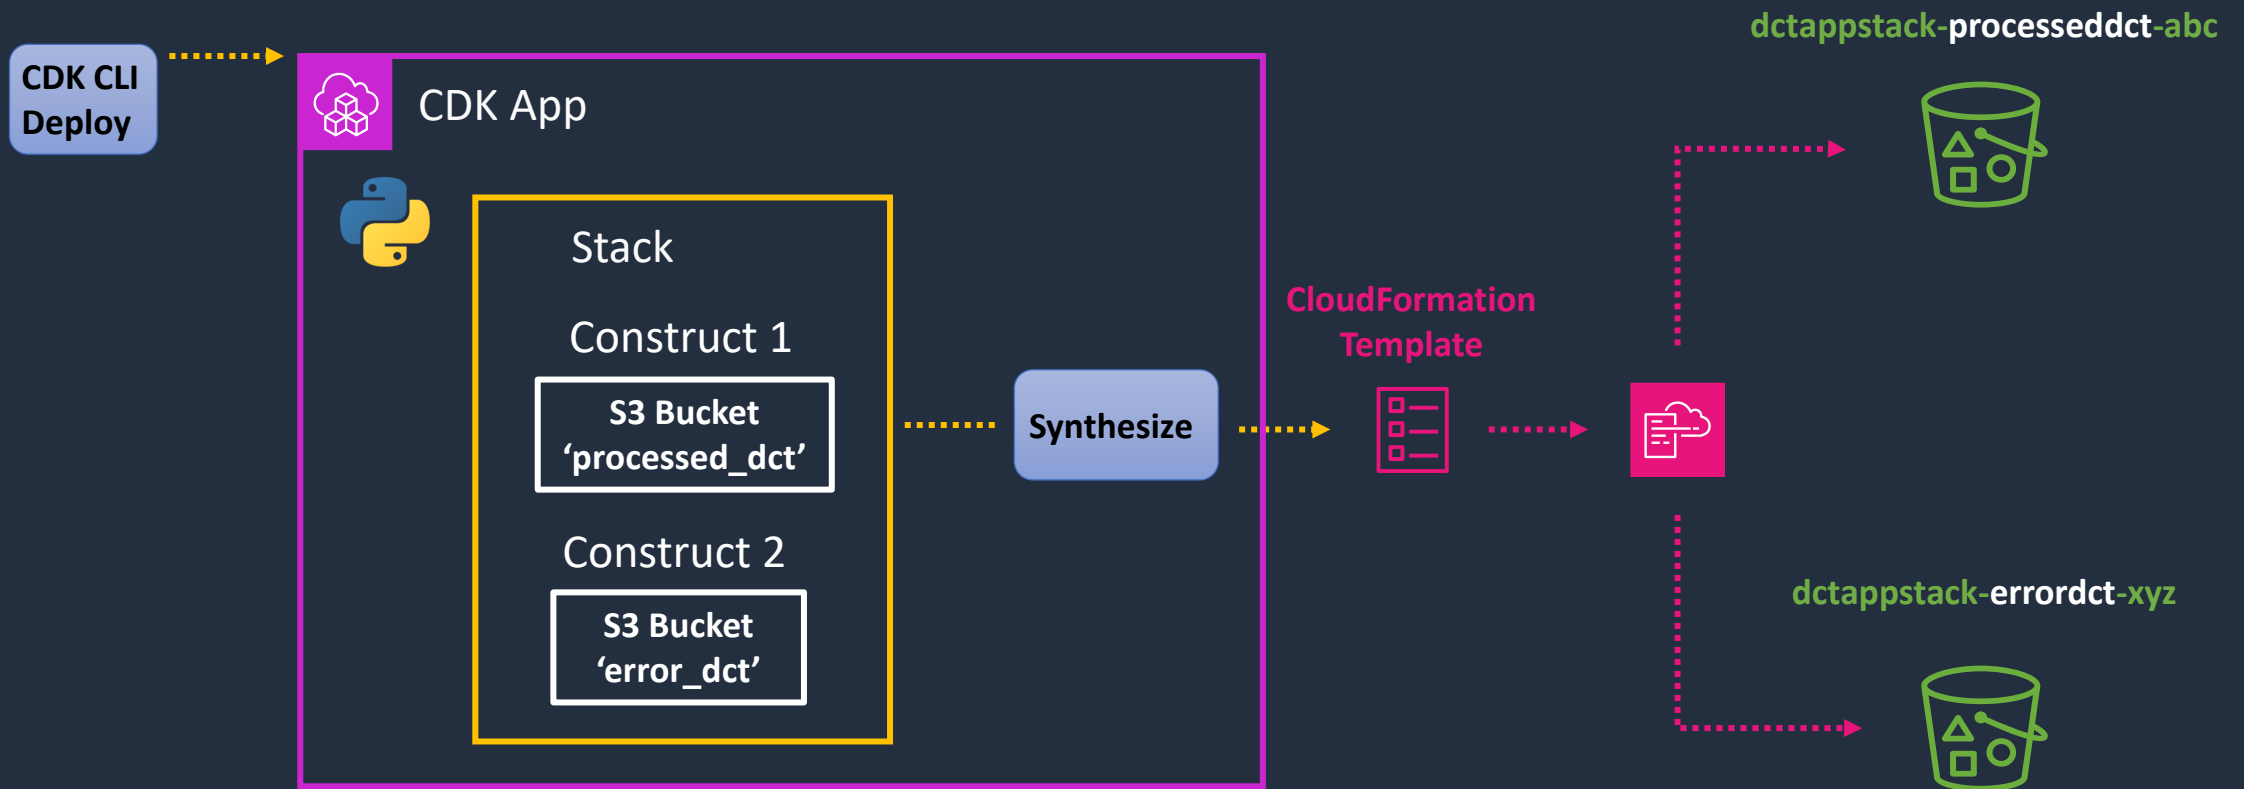 CDK CLI
Deploy
CDK App
Stack
Construct 1
S3 Bucket
‘processed_dct’
Construct 2
S3 Bucket
‘error_dct’
Synthesize
CloudFormation
Template
dctappstack-processeddct-abc
dctappstack-errordct-xyz